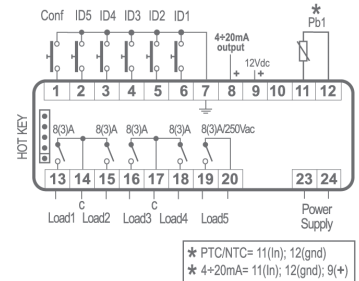 Conf ID5 ID4 ID3 ID2 ID1
4÷20mA
output
+
12Vdc
+
*
Pb1
1 2 3 4 5 6 7 8 9 10 11 12
HOT KEY
8(3)A 8(3)A 8(3)A 8(3)A 8(3)A/250Vac
13 14 15 16 17 18 19 20 23 24
C C
Load1 Load2 Load3 Load4 Load5
Power
Supply
* PTC/NTC= 11(In); 12(gnd)
* 4÷20mA= 11(In); 12(gnd); 9(+)